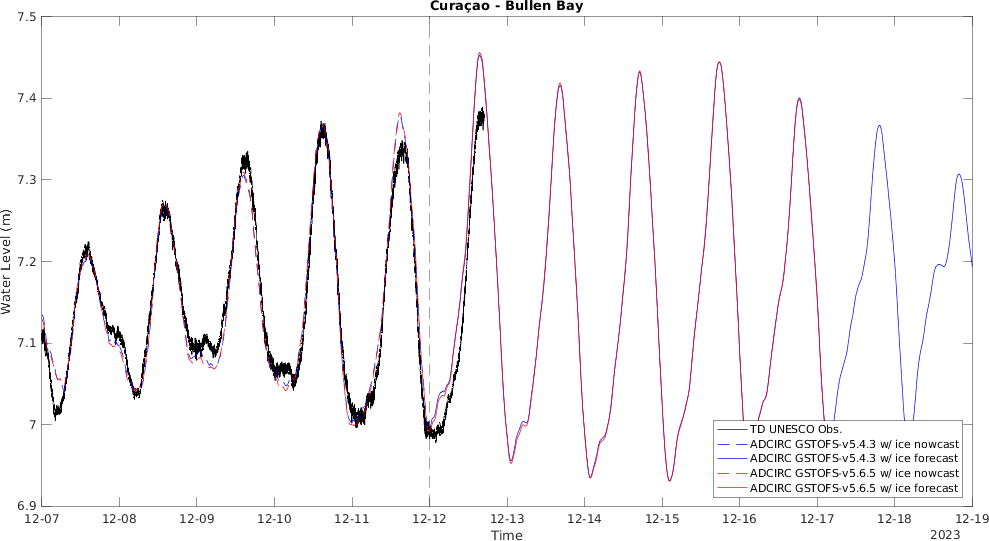 Curaçao - Bullen Bay
7.5
7.4
7.3
7.2
7.1
7
6.9
Water Level (m)
TD UNESCO Obs.
ADCIRC GSTOFS-v5.4.3 w/ ice nowcast
ADCIRC GSTOFS-v5.4.3 w/ ice forecast
ADCIRC GSTOFS-v5.6.5 w/ ice nowcast
ADCIRC GSTOFS-v5.6.5 w/ ice forecast
12-07 12-08 12-09 12-10 12-11 12-12 12-13 12-14 12-15 12-16 12-17 12-18 12-19
Time
2023